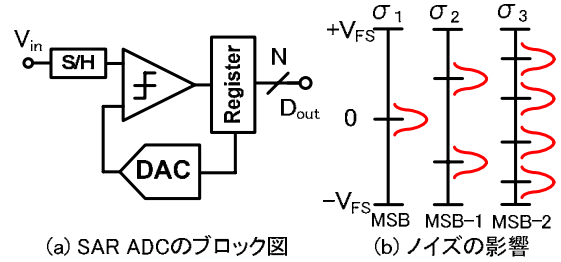 V_in
S/H
Register
N
D_out
DAC
(a) SAR ADCのブロック図
σ_1 σ_2 σ_3
+V_FS
0
-V_FS
MSB MSB-1 MSB-2
(b) ノイズの影響